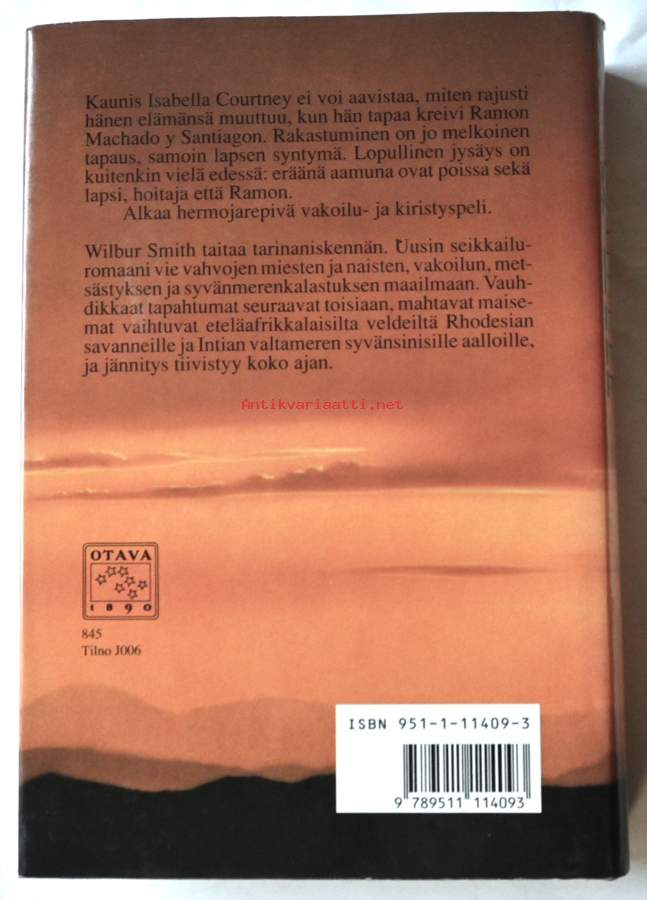 Kaunis Isabella Courtney ei voi aavistaa, miten rajusti
hänen elämänsä muuttuu, kun hän tapaa kreivi Ramon
Machado y Santiagon. Rakastuminen on jo melkoinen
tapaus, samoin lapsen syntymä. Lopullinen jysäys on
kuitenkin vielä edessä: eräänä aamuna ovat poissa sekä
lapsi, hoitaja että Ramon.
Alkaa hermojarepivä vakoilu- ja kiristyspeli.
Wilbur Smith taitaa tarinaniskennän. Uusin seikkailu-
romaani vie vahvojen miesten ja naisten, vakoilun, met-
sästyksen ja syvänmerenkalastuksen maailmaan. Vauh-
dikkaat tapahtumat seuraavat toisiaan, mahtavat maise-
mat vaihtuvat eteläafrikkalaisilta veldeiltä Rhodesian
savanneille ja Intian valtameren syvänsinisille aalloille,
ja jännitys tiivistyy koko ajan.
Antikvariaatti.net
OTAVA
1890
845
Tilno J006
ISBN 951-1-11409-3
9 789511 114093